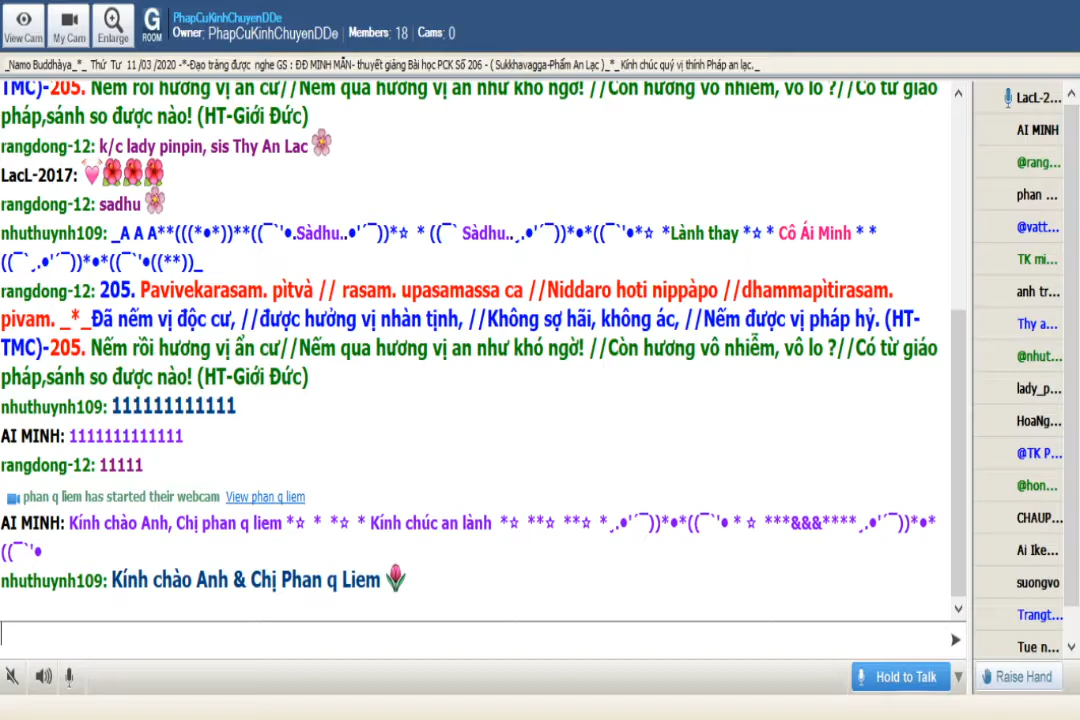 PhapCuKinhChuyenDDe
G ROOM
Owner: PhapCuKinhChuyenDDe Members: 18 Cams: 0
View Cam My Cam Enlarge
_Namo Buddhàya_*_ Thứ Tư 11 /03 /2020 -*-Đạo tràng được nghe GS : ĐĐ MINH MẪN- thuyết giảng Bài học PCK Số 206 - ( Sukkhavagga-Phẩm An Lạc )_*_Kính chúc quý vị thính Pháp an lạc._
TMC)-205. Nếm rồi hương vị ẩn cư//Nếm qua hương vị an như khó ngờ! //Còn hương vô nhiễm, vô lo ?//Có từ giáo
pháp,sánh so được nào! (HT-Giới Đức)
rangdong-12: k/c lady pinpin, sis Thy An Lac
LacL-2017:
rangdong-12: sadhu
nhuthuynh109: _A A A**(((*•*))**((¯`'•.Sàdhu..•'´¯))*☆ * ((¯` Sàdhu..¸.•'´¯))*•*((¯`'•*☆ *Lành thay *☆ * Cô Ái Minh * *
((¯`¸.•'´¯))*•*((¯`'•((**))_
rangdong-12: 205. Pavivekarasam. pìtvà // rasam. upasamassa ca //Niddaro hoti nippàpo //dhammapìtirasam.
pivam. _*_Đã nếm vị độc cư, //được hưởng vị nhàn tịnh, //Không sợ hãi, không ác, //Nếm được vị pháp hỷ. (HT-
TMC)-205. Nếm rồi hương vị ẩn cư//Nếm qua hương vị an như khó ngờ! //Còn hương vô nhiễm, vô lo ?//Có từ giáo
pháp,sánh so được nào! (HT-Giới Đức)
nhuthuynh109: 111111111111
AI MINH: 1111111111111
rangdong-12: 11111
phan q liem has started their webcam View phan q liem
AI MINH: Kính chào Anh, Chị phan q liem *☆ * *☆ * Kính chúc an lành *☆ **☆ **☆ *¸.•'´¯))*•*((¯`'• * ☆ ***&&&****¸.•'´¯))*•*
((¯`'•
nhuthuynh109: Kính chào Anh & Chị Phan q Liem
Hold to Talk
LacL-2...
AI MINH
@rang...
phan ...
@vatt...
TK mi...
anh tr...
Thy a...
@nhut...
lady_p...
HoaNg...
@TK P...
@hon...
CHAUP...
Ai Ike...
suongvo
Trangt...
Tue n...
Raise Hand